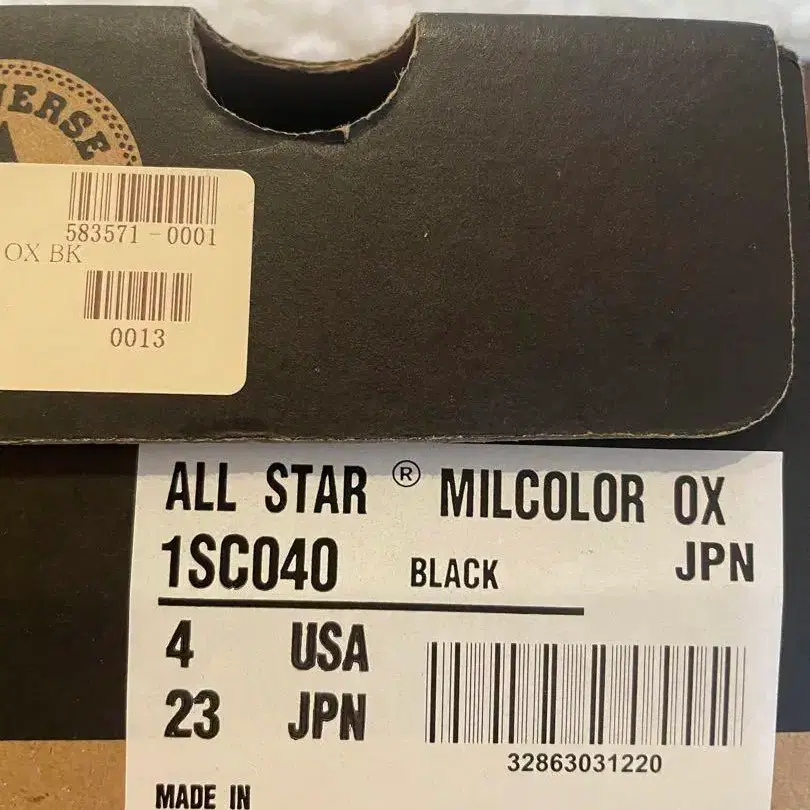 ERSE
583571-0001
OX BK
0013
ALL STAR ® MILCOLOR OX
1SC040 BLACK JPN
4 USA
23 JPN
32863031220
MADE IN